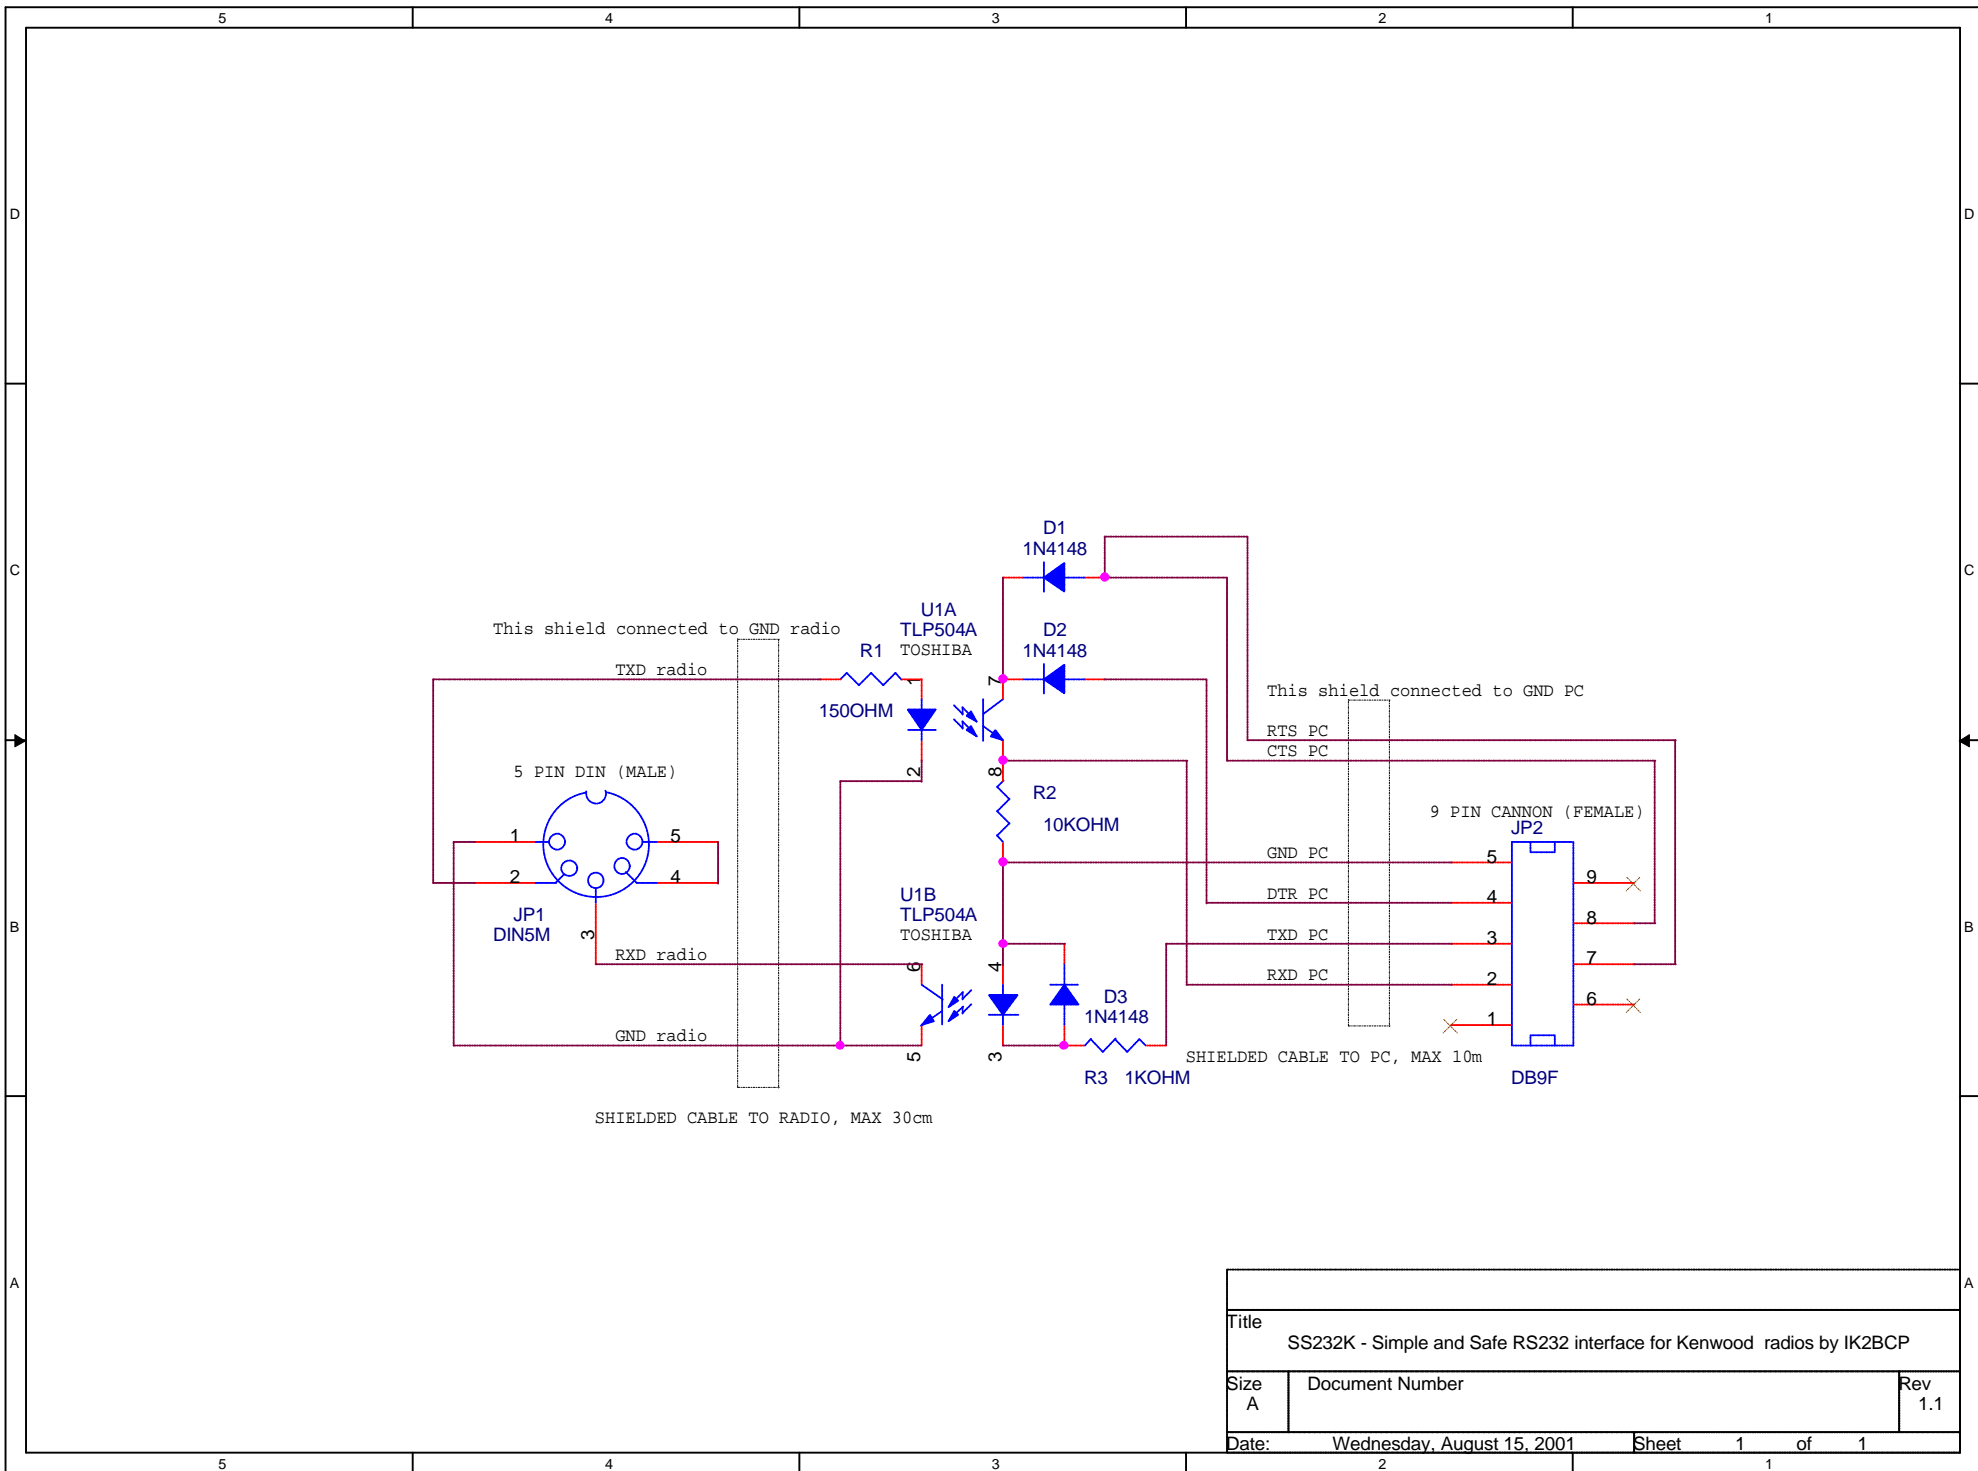 5 4 3 2 1
D D
C C
B B
A A
D1
1N4148
U1A
TLP504A
TOSHIBA
D2
1N4148
This shield connected to GND radio
R1
TXD radio
150OHM
1
2
7
8
This shield connected to GND PC
RTS PC
CTS PC
5 PIN DIN (MALE)
R2
10KOHM
9 PIN CANNON (FEMALE)
JP2
1
2
3
4
5
JP1
DIN5M
GND PC
DTR PC
TXD PC
RXD PC
5
4
3
2
1
9
8
7
6
U1B
TLP504A
TOSHIBA
RXD radio
6
4
GND radio
5
3
D3
1N4148
R3 1KOHM
SHIELDED CABLE TO PC, MAX 10m
DB9F
SHIELDED CABLE TO RADIO, MAX 30cm
Title
SS232K - Simple and Safe RS232 interface for Kenwood radios by IK2BCP
Size
A
Document Number
Rev
1.1
Date: Wednesday, August 15, 2001 Sheet 1 of 1
5 4 3 2 1